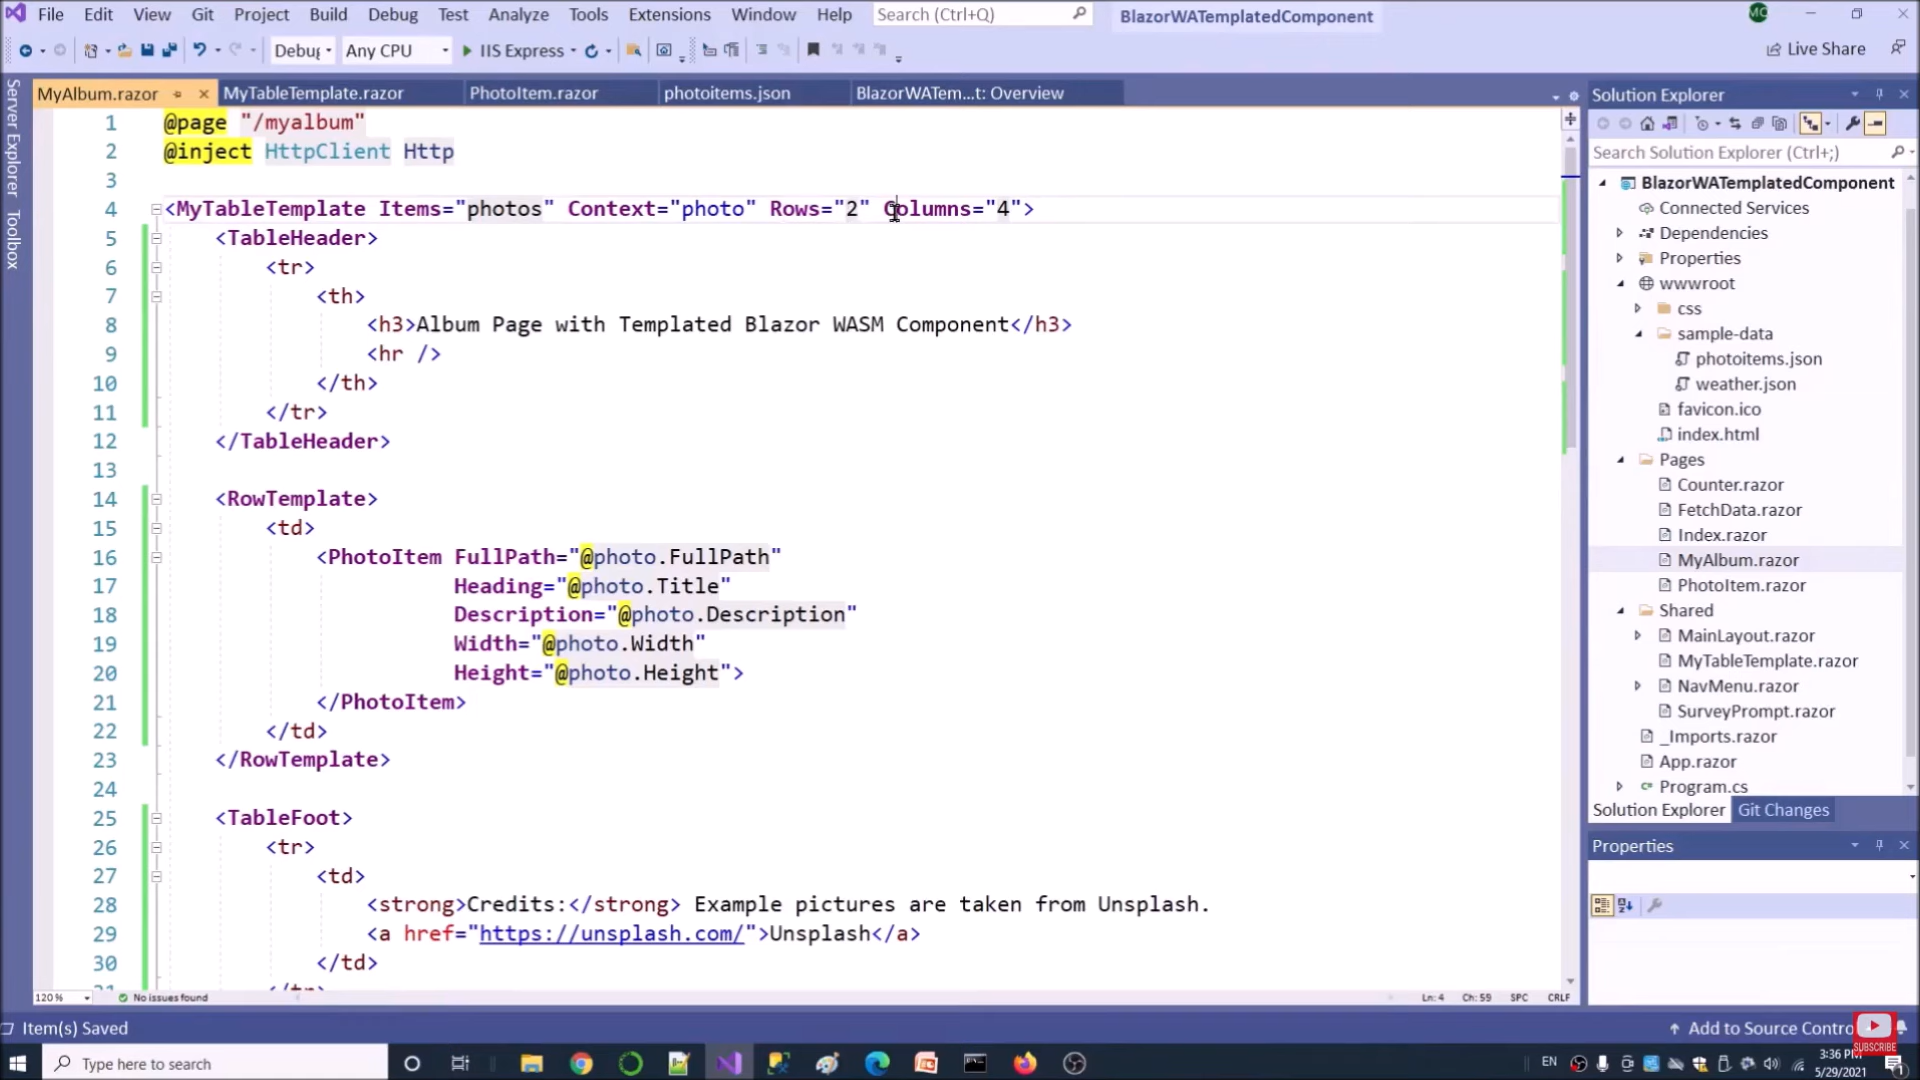 File Edit View Git Project Build Debug Test Analyze Tools Extensions Window Help Search (Ctrl+Q) BlazorWATemplatedComponent MC
Debug Any CPU IIS Express Live Share
Server Explorer Toolbox
MyAlbum.razor MyTableTemplate.razor PhotoItem.razor photoitems.json BlazorWATem...t: Overview
1 @page "/myalbum"
2 @inject HttpClient Http
3
4 <MyTableTemplate Items="photos" Context="photo" Rows="2" Columns="4">
5 <TableHeader>
6 <tr>
7 <th>
8 <h3>Album Page with Templated Blazor WASM Component</h3>
9 <hr />
10 </th>
11 </tr>
12 </TableHeader>
13
14 <RowTemplate>
15 <td>
16 <PhotoItem FullPath="@photo.FullPath"
17 Heading="@photo.Title"
18 Description="@photo.Description"
19 Width="@photo.Width"
20 Height="@photo.Height">
21 </PhotoItem>
22 </td>
23 </RowTemplate>
24
25 <TableFoot>
26 <tr>
27 <td>
28 <strong>Credits:</strong> Example pictures are taken from Unsplash.
29 <a href="https://unsplash.com/">Unsplash</a>
30 </td>
31 </tr>
120 % No issues found Ln: 4 Ch: 59 SPC CRLF
Solution Explorer
Search Solution Explorer (Ctrl+;)
BlazorWATemplatedComponent
Connected Services
Dependencies
Properties
wwwroot
css
sample-data
photoitems.json
weather.json
favicon.ico
index.html
Pages
Counter.razor
FetchData.razor
Index.razor
MyAlbum.razor
PhotoItem.razor
Shared
MainLayout.razor
MyTableTemplate.razor
NavMenu.razor
SurveyPrompt.razor
_Imports.razor
App.razor
Program.cs
Solution Explorer Git Changes
Properties
Item(s) Saved Add to Source Contro
SUBSCRIBE
Type here to search EN 3:36 PM
5/29/2021 1